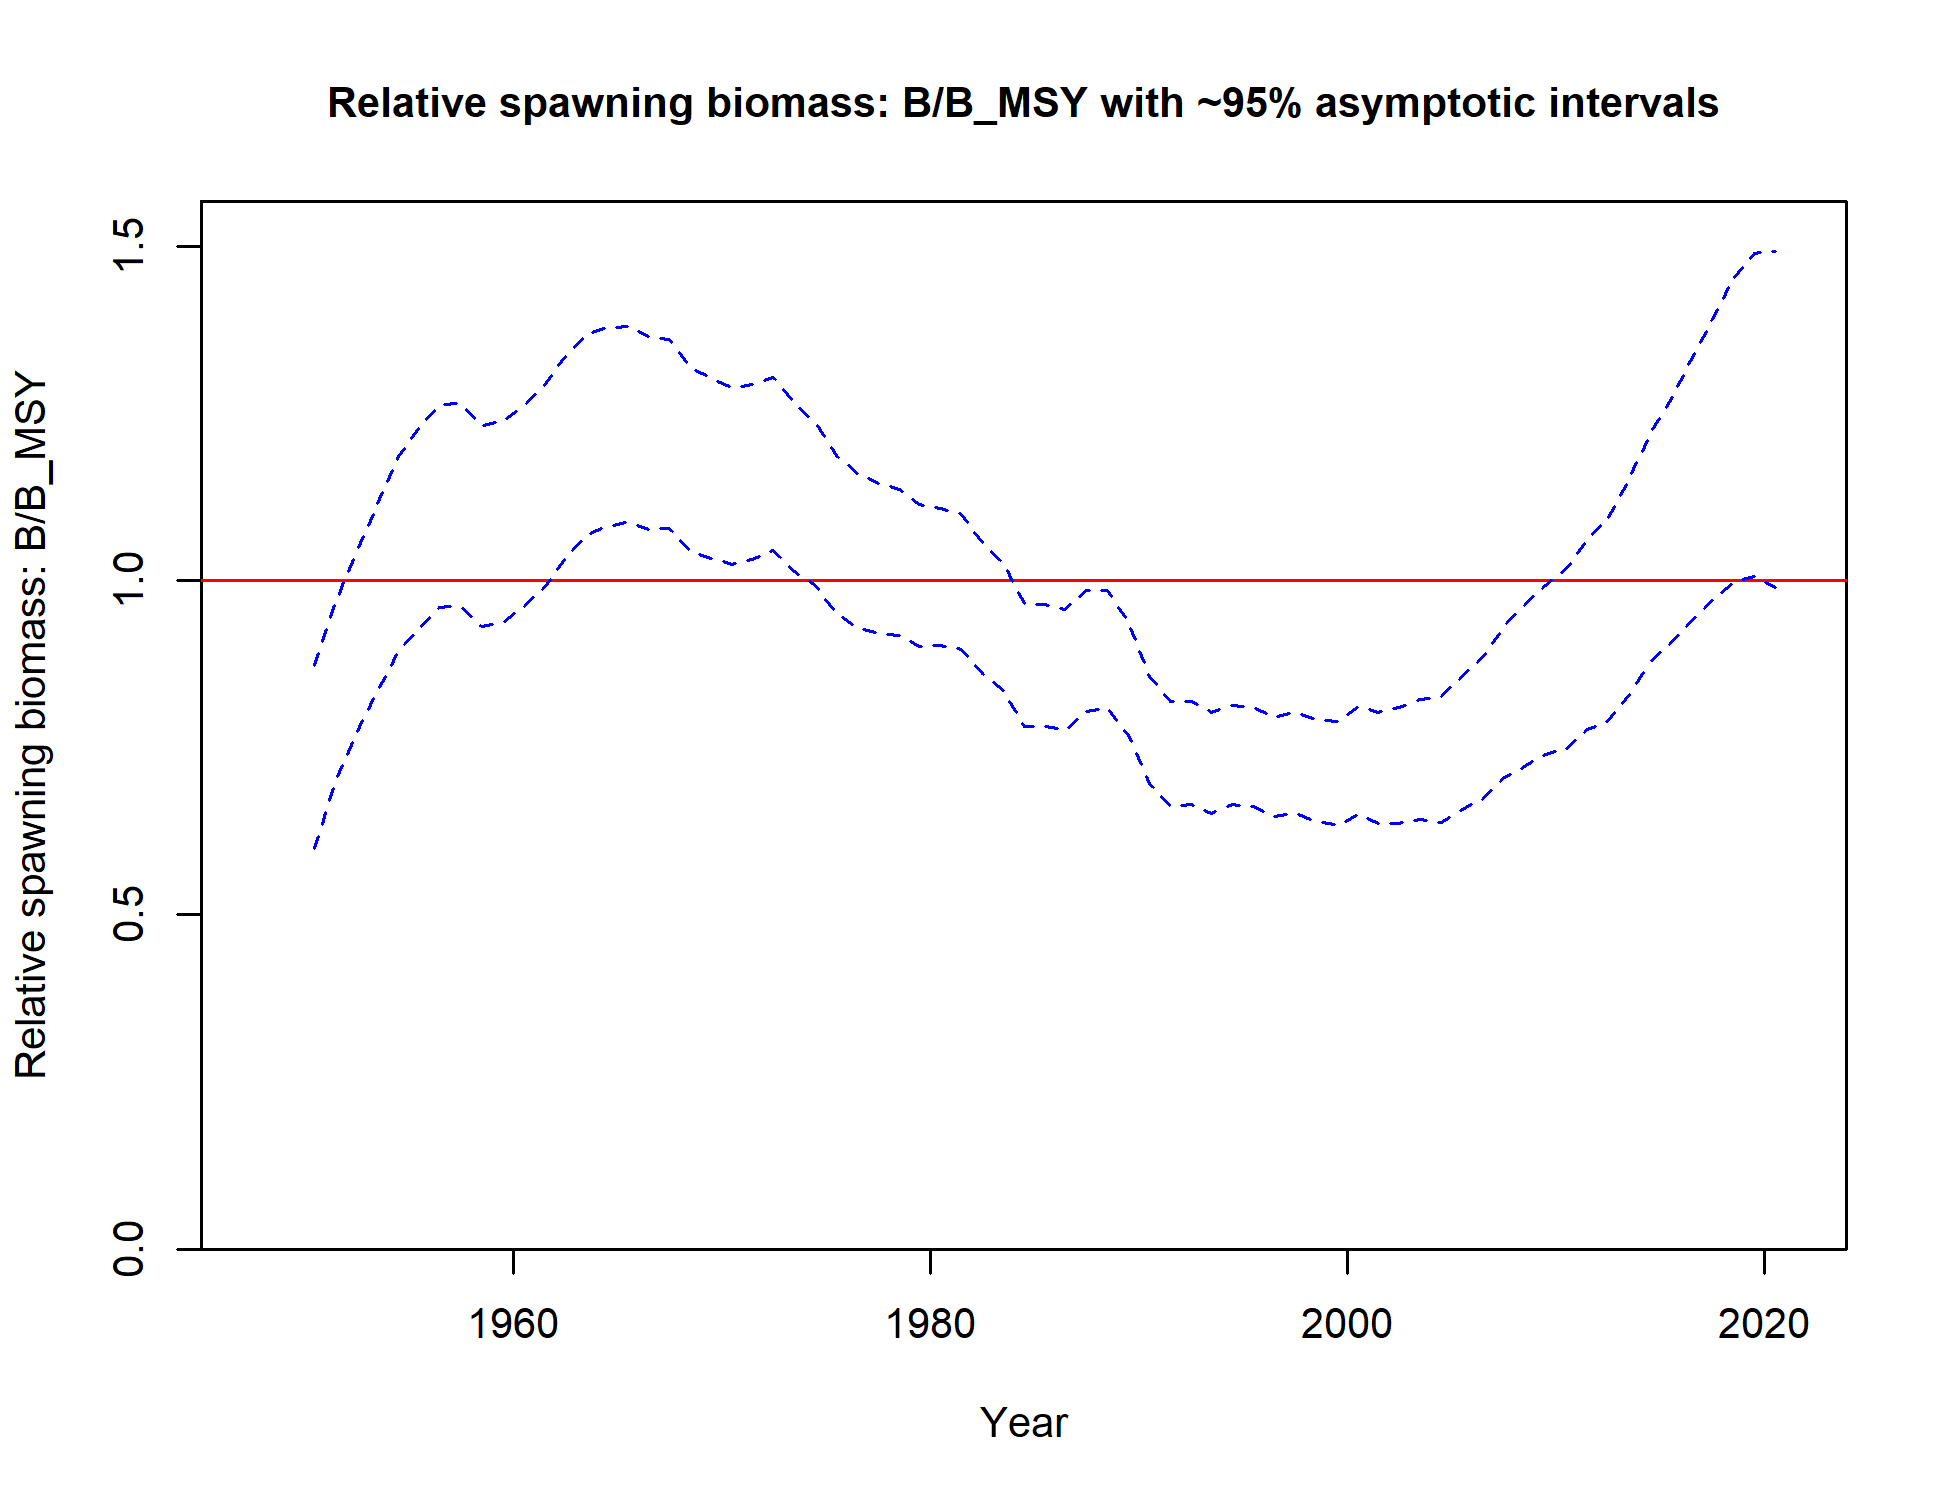 Relative spawning biomass: B/B_MSY with ~95% asymptotic intervals
Relative spawning biomass: B/B_MSY
1.5
1.0
0.5
0.0
1960 1980 2000 2020
Year